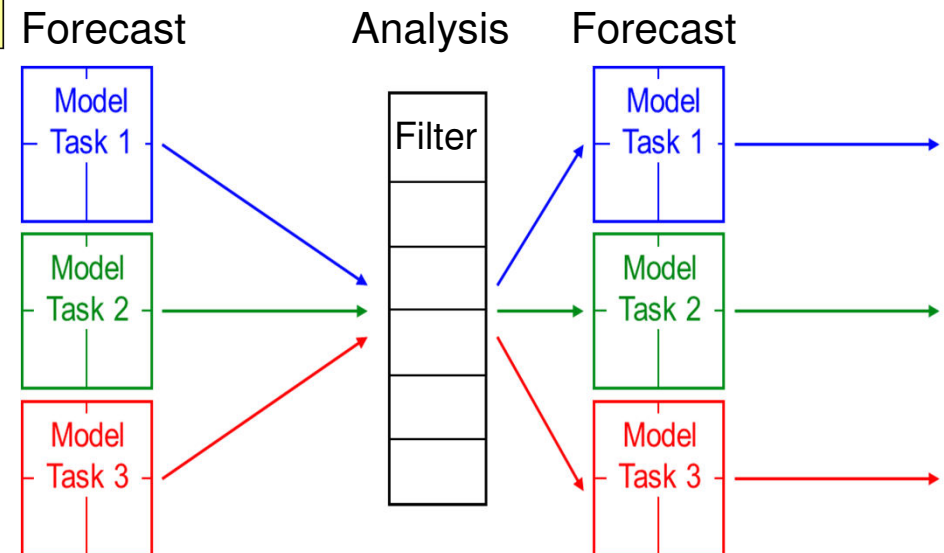 Forecast
Analysis
Forecast
Model
Task 1
Filter
Model
Task 1
Model
Task 2
Model
Task 2
Model
Task 3
Model
Task 3